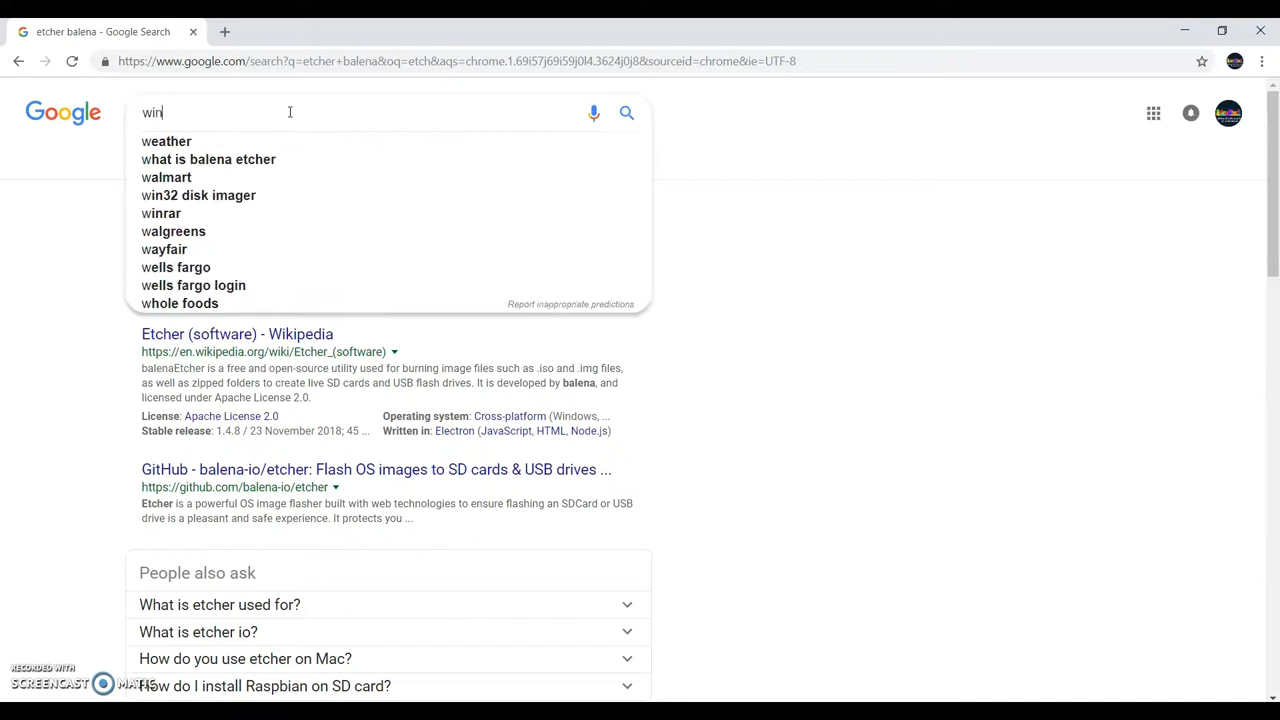 etcher balena - Google Search
https://www.google.com/search?q=etcher+balena&oq=etch&aqs=chrome.1.69i57j69i59j0l4.3624j0j8&sourceid=chrome&ie=UTF-8
Google
win
weather
what is balena etcher
walmart
win32 disk imager
winrar
walgreens
wayfair
wells fargo
wells fargo login
whole foods
Report inappropriate predictions
Etcher (software) - Wikipedia
https://en.wikipedia.org/wiki/Etcher_(software)
balenaEtcher is a free and open-source utility used for burning image files such as .iso and .img files,
as well as zipped folders to create live SD cards and USB flash drives. It is developed by balena, and
licensed under Apache License 2.0.
License: Apache License 2.0
Operating system: Cross-platform (Windows, ...
Stable release: 1.4.8 / 23 November 2018; 45 ...
Written in: Electron (JavaScript, HTML, Node.js)
GitHub - balena-io/etcher: Flash OS images to SD cards & USB drives ...
https://github.com/balena-io/etcher
Etcher is a powerful OS image flasher built with web technologies to ensure flashing an SDCard or USB
drive is a pleasant and safe experience. It protects you ...
People also ask
What is etcher used for?
What is etcher io?
How do you use etcher on Mac?
How do I install Raspbian on SD card?
RECORDED WITH
SCREENCAST MATIC